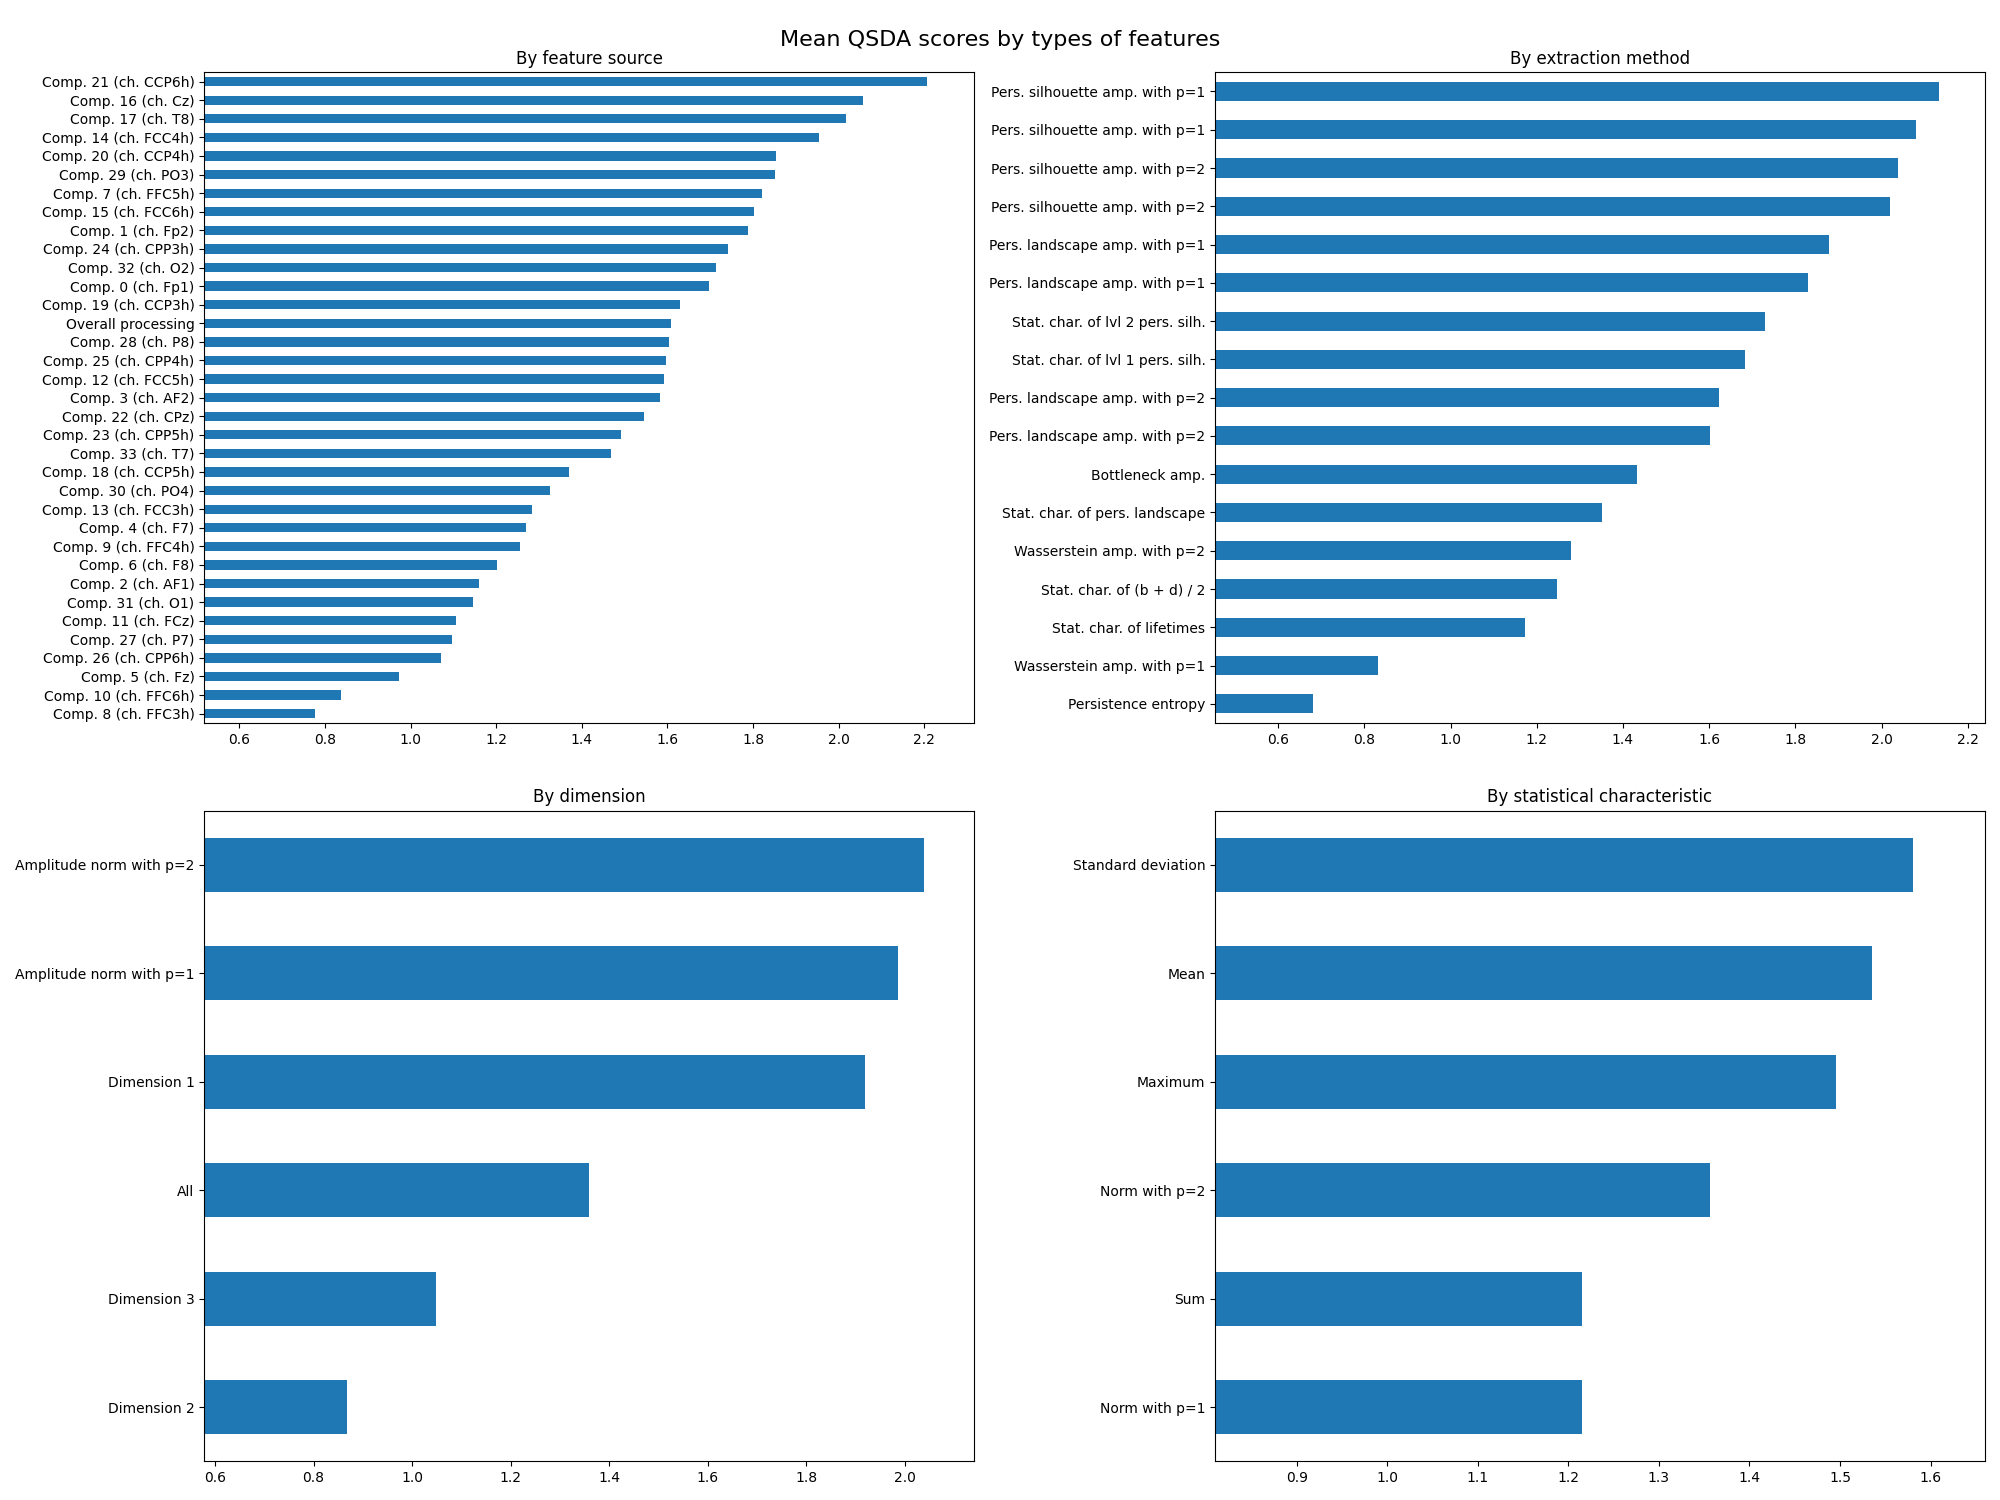 Mean QSDA scores by types of features
By feature source
Comp. 21 (ch. CCP6h)
Comp. 16 (ch. Cz)
Comp. 17 (ch. T8)
Comp. 14 (ch. FCC4h)
Comp. 20 (ch. CCP4h)
Comp. 29 (ch. PO3)
Comp. 7 (ch. FFC5h)
Comp. 15 (ch. FCC6h)
Comp. 1 (ch. Fp2)
Comp. 24 (ch. CPP3h)
Comp. 32 (ch. O2)
Comp. 0 (ch. Fp1)
Comp. 19 (ch. CCP3h)
Overall processing
Comp. 28 (ch. P8)
Comp. 25 (ch. CPP4h)
Comp. 12 (ch. FCC5h)
Comp. 3 (ch. AF2)
Comp. 22 (ch. CPz)
Comp. 23 (ch. CPP5h)
Comp. 33 (ch. T7)
Comp. 18 (ch. CCP5h)
Comp. 30 (ch. PO4)
Comp. 13 (ch. FCC3h)
Comp. 4 (ch. F7)
Comp. 9 (ch. FFC4h)
Comp. 6 (ch. F8)
Comp. 2 (ch. AF1)
Comp. 31 (ch. O1)
Comp. 11 (ch. FCz)
Comp. 27 (ch. P7)
Comp. 26 (ch. CPP6h)
Comp. 5 (ch. Fz)
Comp. 10 (ch. FFC6h)
Comp. 8 (ch. FFC3h)
0.6 0.8 1.0 1.2 1.4 1.6 1.8 2.0 2.2
By extraction method
Pers. silhouette amp. with p=1
Pers. silhouette amp. with p=1
Pers. silhouette amp. with p=2
Pers. silhouette amp. with p=2
Pers. landscape amp. with p=1
Pers. landscape amp. with p=1
Stat. char. of lvl 2 pers. silh.
Stat. char. of lvl 1 pers. silh.
Pers. landscape amp. with p=2
Pers. landscape amp. with p=2
Bottleneck amp.
Stat. char. of pers. landscape
Wasserstein amp. with p=2
Stat. char. of (b + d) / 2
Stat. char. of lifetimes
Wasserstein amp. with p=1
Persistence entropy
0.6 0.8 1.0 1.2 1.4 1.6 1.8 2.0 2.2
By dimension
Amplitude norm with p=2
Amplitude norm with p=1
Dimension 1
All
Dimension 3
Dimension 2
0.6 0.8 1.0 1.2 1.4 1.6 1.8 2.0
By statistical characteristic
Standard deviation
Mean
Maximum
Norm with p=2
Sum
Norm with p=1
0.9 1.0 1.1 1.2 1.3 1.4 1.5 1.6